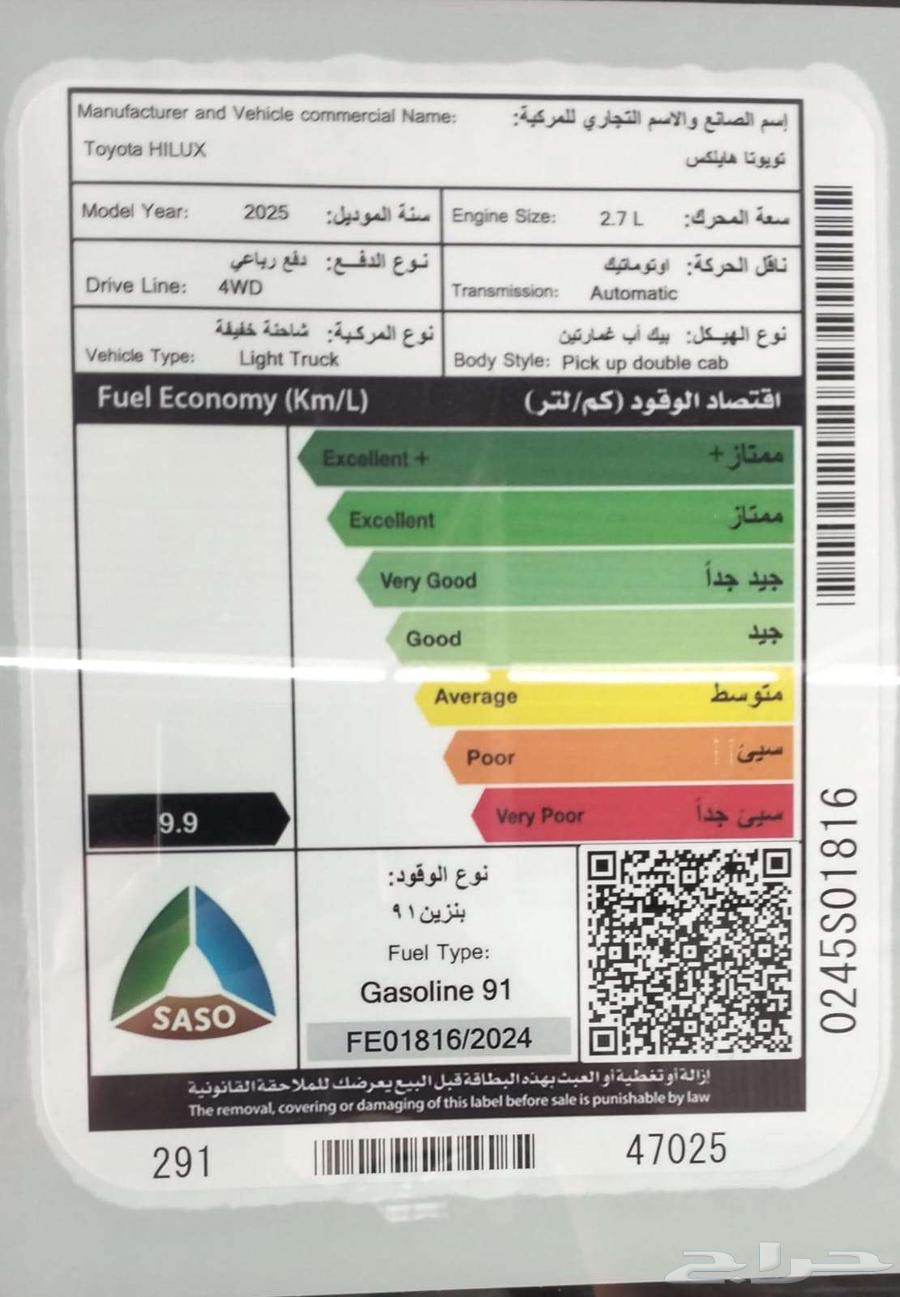 Manufacturer and Vehicle commercial Name: إسم الصانع والاسم التجاري للمركبة:
Toyota HILUX تويوتا هايلكس
Model Year: 2025 سنة الموديل:
Engine Size: 2.7 L سعة المحرك:
نوع الدفع: دفع رباعي
Drive Line: 4WD
ناقل الحركة: اوتوماتيك
Transmission: Automatic
نوع المركبة: شاحنة خفيفة
Vehicle Type: Light Truck
نوع الهيكل: بيك أب غمارتين
Body Style: Pick up double cab
Fuel Economy (Km/L) اقتصاد الوقود (كم/لتر)
Excellent + ممتاز +
Excellent ممتاز
Very Good جيد جداً
Good جيد
Average متوسط
Poor سيئ
Very Poor سيئ جداً
9.9
SASO
نوع الوقود:
بنزين ٩١
Fuel Type:
Gasoline 91
FE01816/2024
0245S01816
إزالة أو تغطية أو العبث بهذه البطاقة قبل البيع يعرضك للملاحقة القانونية
The removal, covering or damaging of this label before sale is punishable by law
291 47025
حراج